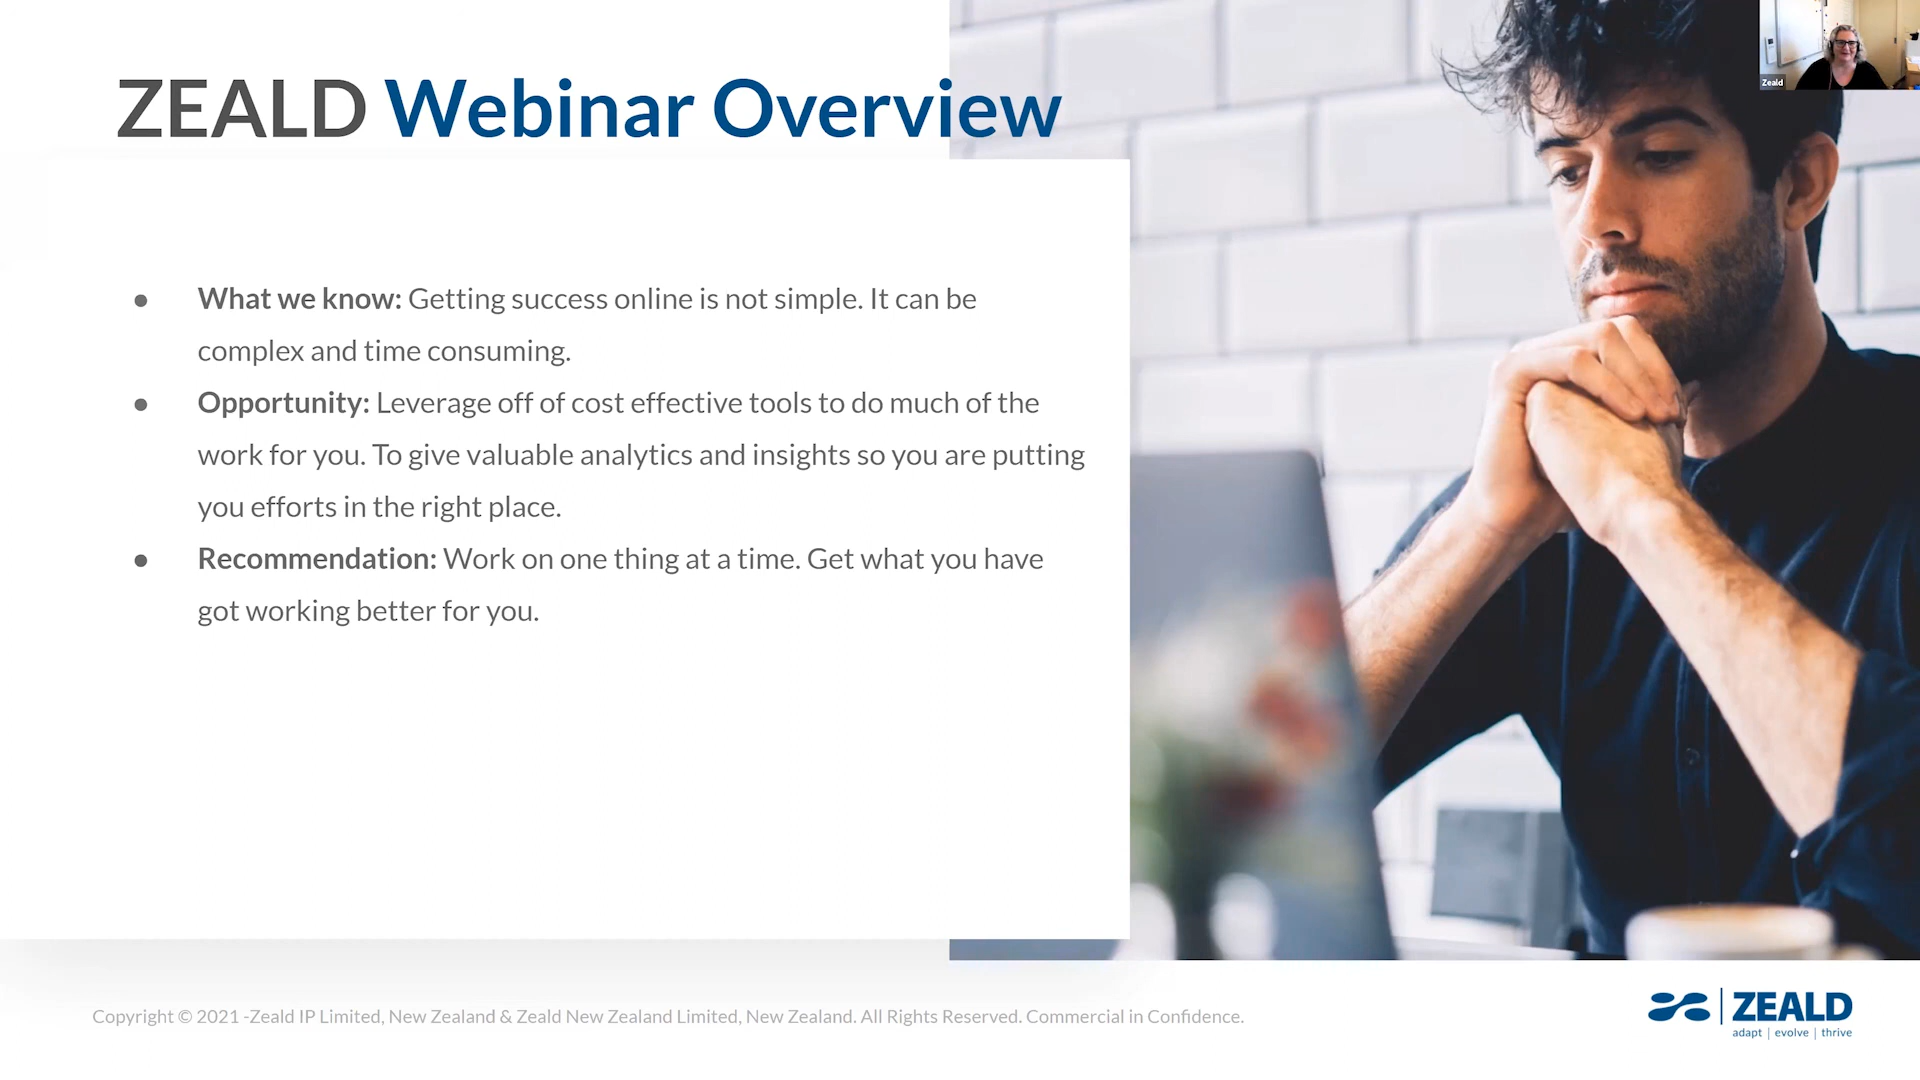 ZEALD Webinar Overview
Zeald
● What we know: Getting success online is not simple. It can be
complex and time consuming.
● Opportunity: Leverage off of cost effective tools to do much of the
work for you. To give valuable analytics and insights so you are putting
you efforts in the right place.
● Recommendation: Work on one thing at a time. Get what you have
got working better for you.
Copyright © 2021 -Zeald IP Limited, New Zealand & Zeald New Zealand Limited, New Zealand. All Rights Reserved. Commercial in Confidence.
ZEALD
adapt | evolve | thrive